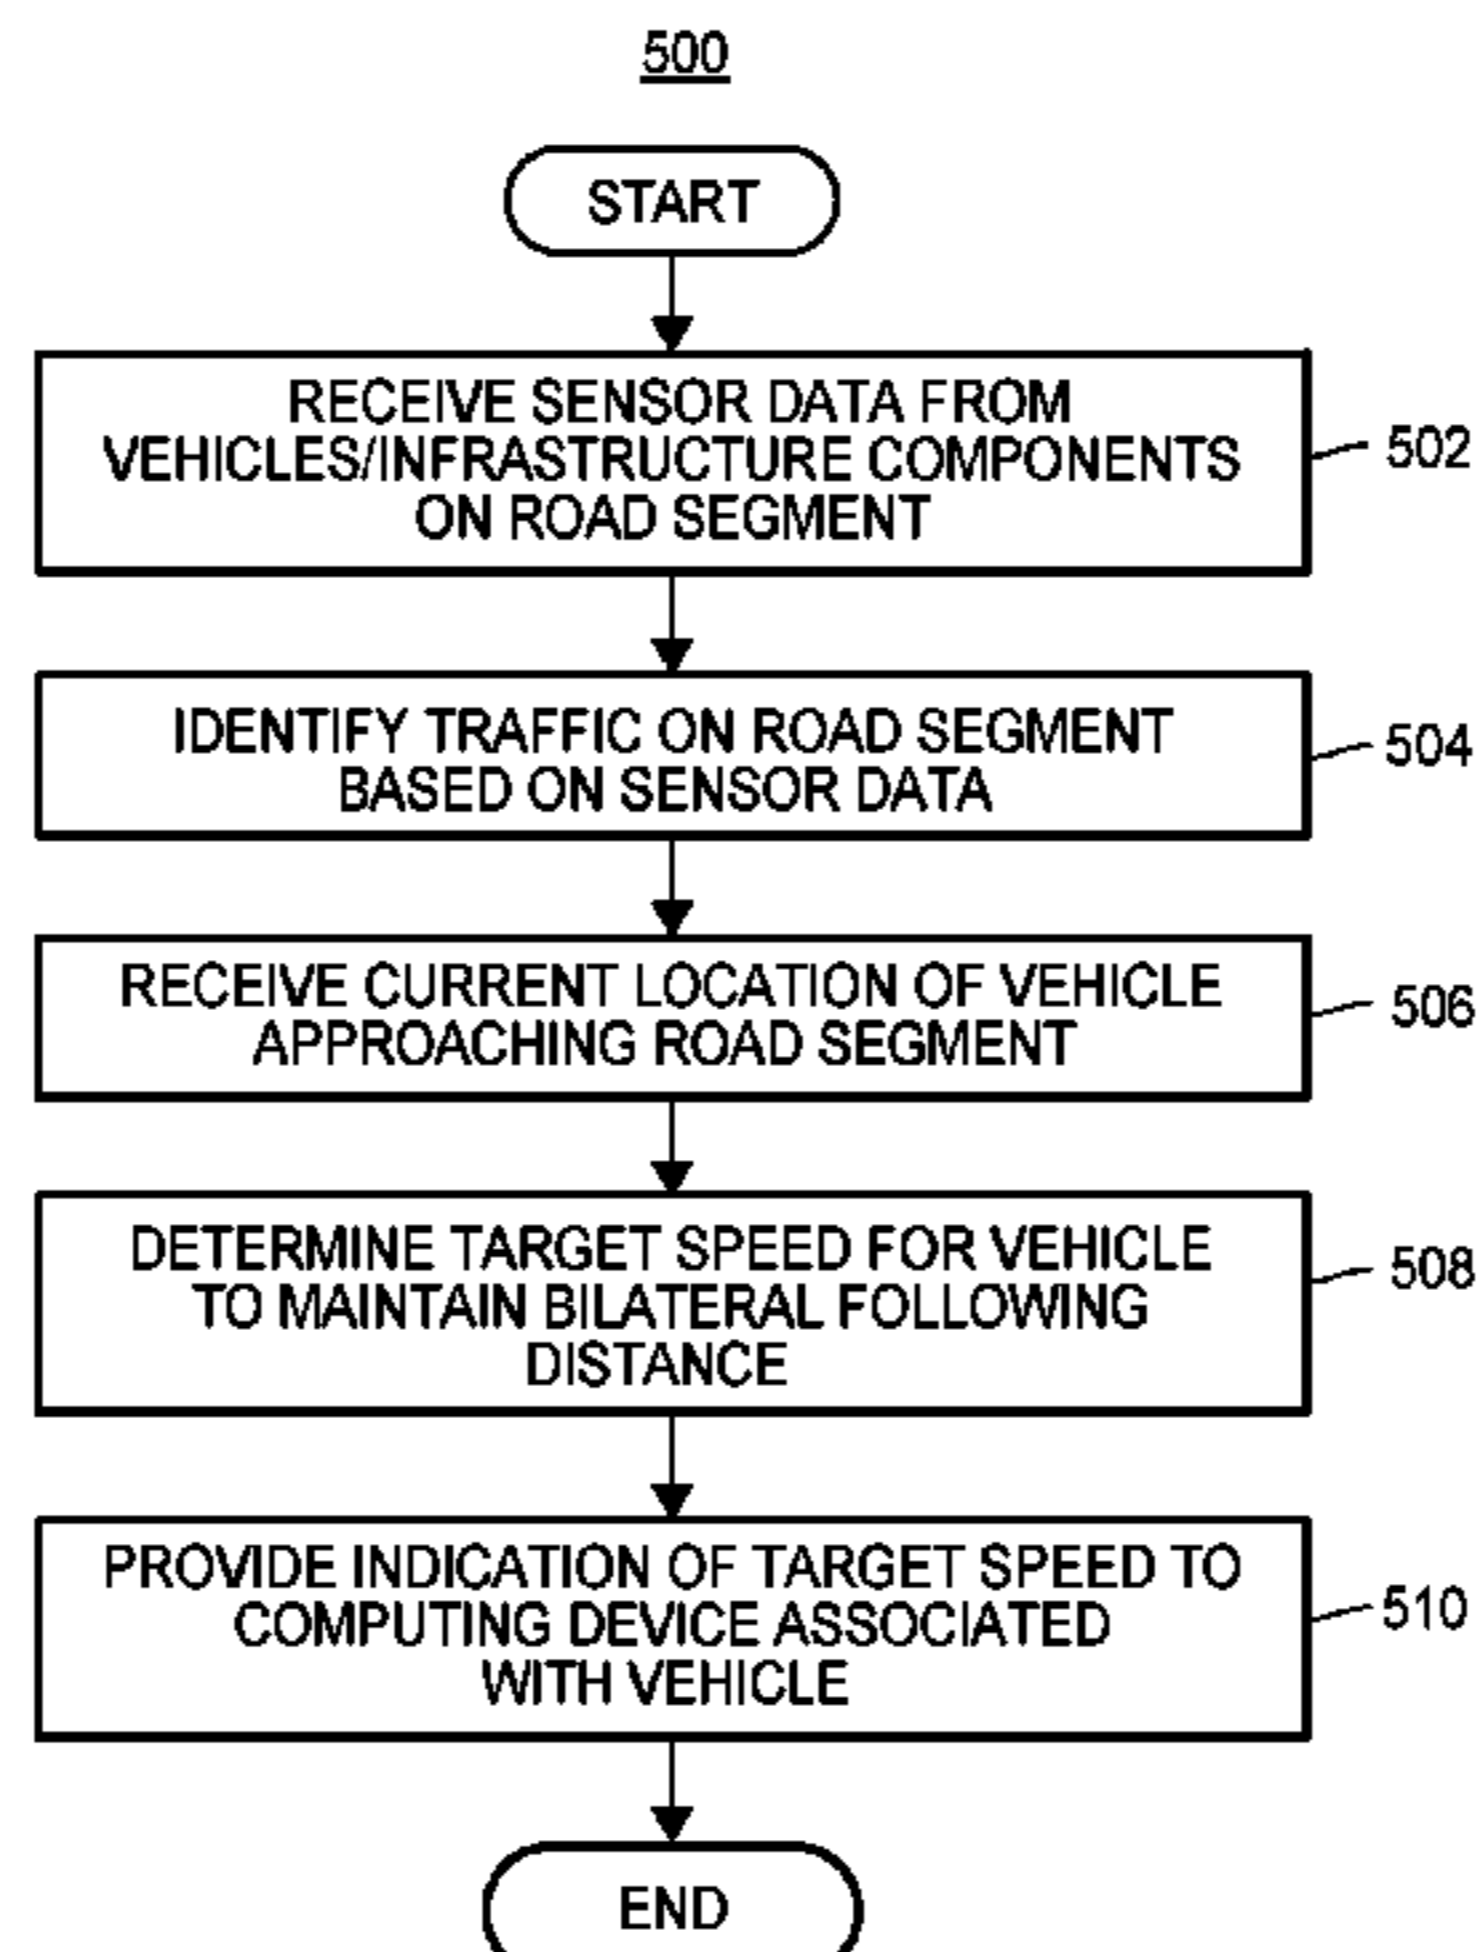 500
START
RECEIVE SENSOR DATA FROM
VEHICLES/INFRASTRUCTURE COMPONENTS
ON ROAD SEGMENT
502
IDENTIFY TRAFFIC ON ROAD SEGMENT
BASED ON SENSOR DATA
504
RECEIVE CURRENT LOCATION OF VEHICLE
APPROACHING ROAD SEGMENT
506
DETERMINE TARGET SPEED FOR VEHICLE
TO MAINTAIN BILATERAL FOLLOWING
DISTANCE
508
PROVIDE INDICATION OF TARGET SPEED TO
COMPUTING DEVICE ASSOCIATED
WITH VEHICLE
510
END